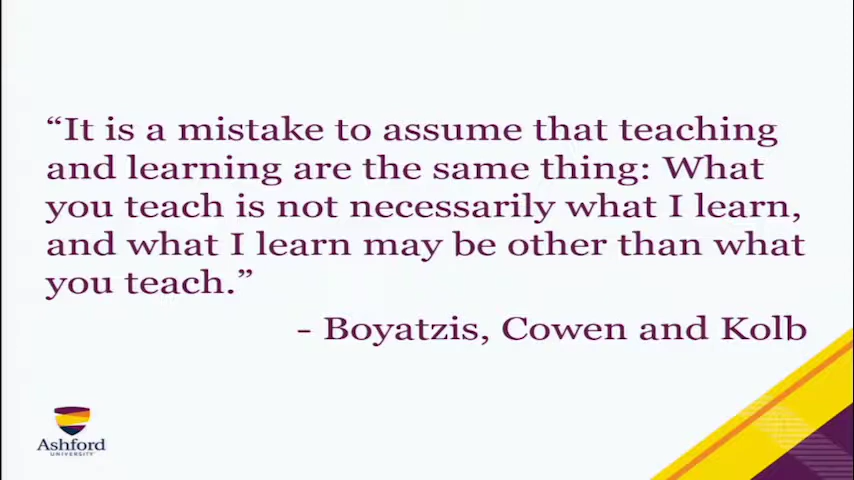 “It is a mistake to assume that teaching
and learning are the same thing: What
you teach is not necessarily what I learn,
and what I learn may be other than what
you teach.”
- Boyatzis, Cowen and Kolb
Ashford
UNIVERSITY